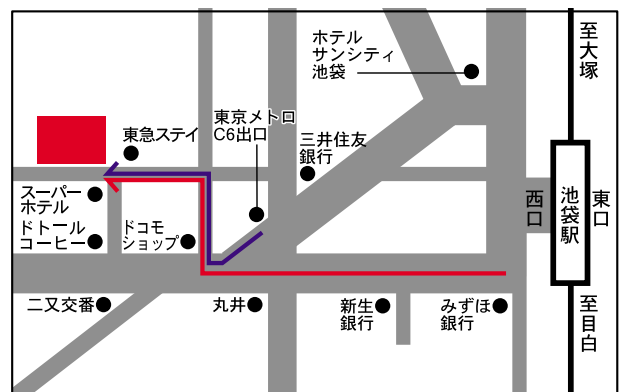 ホテル
サンシティ
池袋
至大塚
東京メトロ
C6出口
東急ステイ
三井住友
銀行
スーパー
ホテル
ドトール
コーヒー
ドコモ
ショップ
西口
池袋駅
東口
二又交番
丸井
新生
銀行
みずほ
銀行
至目白